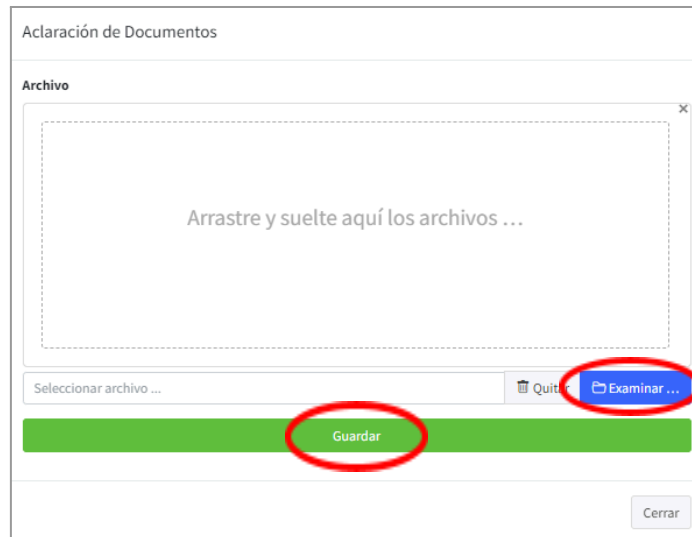 Aclaración de Documentos
Archivo
×
Arrastre y suelte aquí los archivos …
Seleccionar archivo ...
Quitar
Examinar …
Guardar
Cerrar